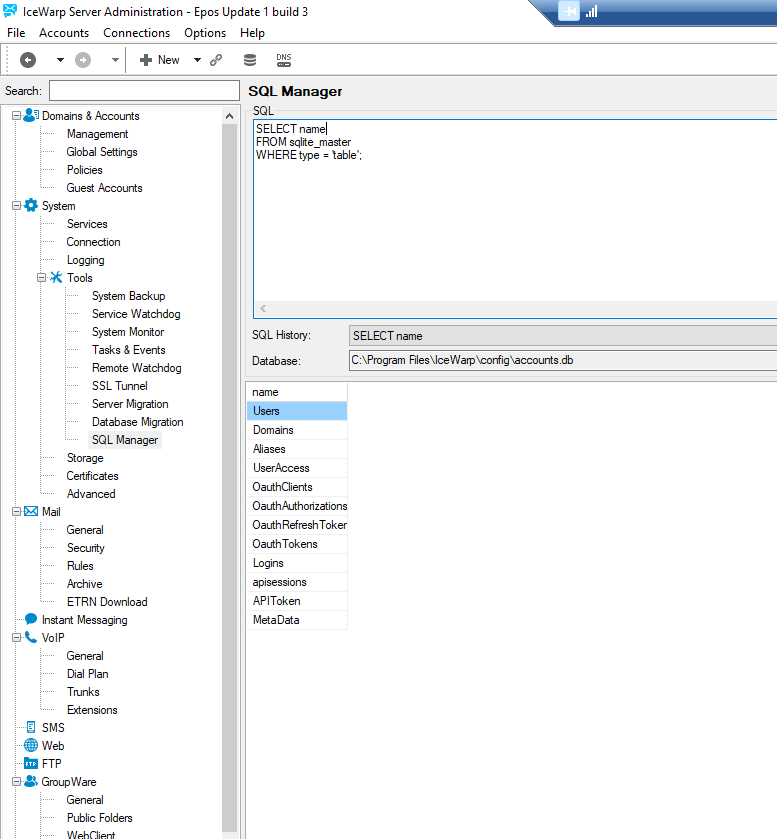 IceWarp Server Administration - Epos Update 1 build 3
File Accounts Connections Options Help
New DNS
Search:
Domains & Accounts
Management
Global Settings
Policies
Guest Accounts
System
Services
Connection
Logging
Tools
System Backup
Service Watchdog
System Monitor
Tasks & Events
Remote Watchdog
SSL Tunnel
Server Migration
Database Migration
SQL Manager
Storage
Certificates
Advanced
Mail
General
Security
Rules
Archive
ETRN Download
Instant Messaging
VoIP
General
Dial Plan
Trunks
Extensions
SMS
Web
FTP
FTP
GroupWare
General
Public Folders
WebClient
SQL Manager
SQL
SELECT name
FROM sqlite_master
WHERE type = 'table';
SQL History: SELECT name
Database: C:\Program Files\IceWarp\config\accounts.db
name
Users
Domains
Aliases
UserAccess
OauthClients
OauthAuthorizations
OauthRefreshToker
OauthTokens
Logins
apisessions
APIToken
MetaData